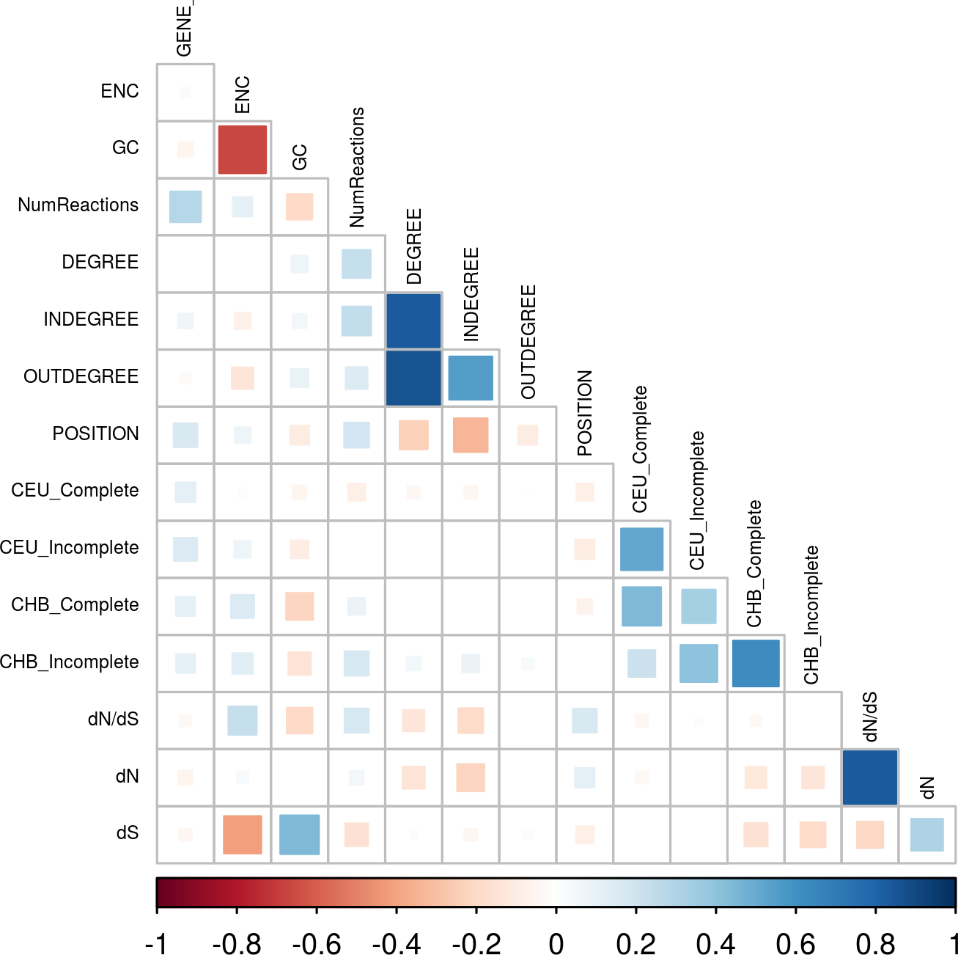 GENE_
ENC
ENC
GC
GC
NumReactions
NumReactions
DEGREE
DEGREE
INDEGREE
INDEGREE
OUTDEGREE
OUTDEGREE
POSITION
POSITION
CEU_Complete
CEU_Complete
CEU_Incomplete
CEU_Incomplete
CHB_Complete
CHB_Complete
CHB_Incomplete
CHB_Incomplete
dN/dS
dN/dS
dN
dN
dS
-1 -0.8 -0.6 -0.4 -0.2 0 0.2 0.4 0.6 0.8 1